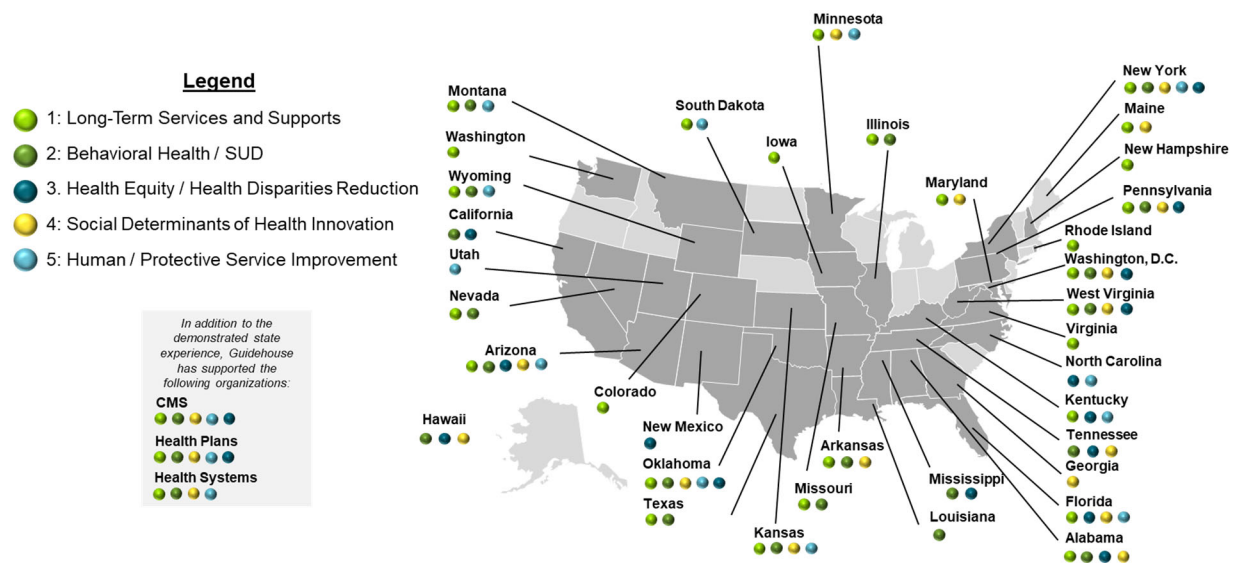 Legend
1: Long-Term Services and Supports
2: Behavioral Health / SUD
3. Health Equity / Health Disparities Reduction
4: Social Determinants of Health Innovation
5: Human / Protective Service Improvement
In addition to the
demonstrated state
experience, Guidehouse
has supported the
following organizations:
CMS
Health Plans
Health Systems
Minnesota
Montana
South Dakota
Washington
Iowa
Illinois
Wyoming
Maryland
California
Utah
Nevada
Arizona
Colorado
Hawaii
New Mexico
Oklahoma
Texas
Kansas
Missouri
Arkansas
Mississippi
Louisiana
New York
Maine
New Hampshire
Pennsylvania
Rhode Island
Washington, D.C.
West Virginia
Virginia
North Carolina
Kentucky
Tennessee
Georgia
Florida
Alabama